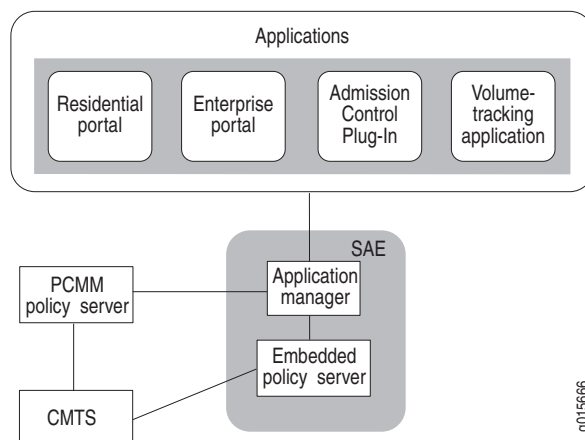 Applications
Residential
portal
Enterprise
portal
Admission
Control
Plug-In
Volume-
tracking
application
SAE
Application
manager
PCMM
policy server
Embedded
policy server
CMTS
g015666